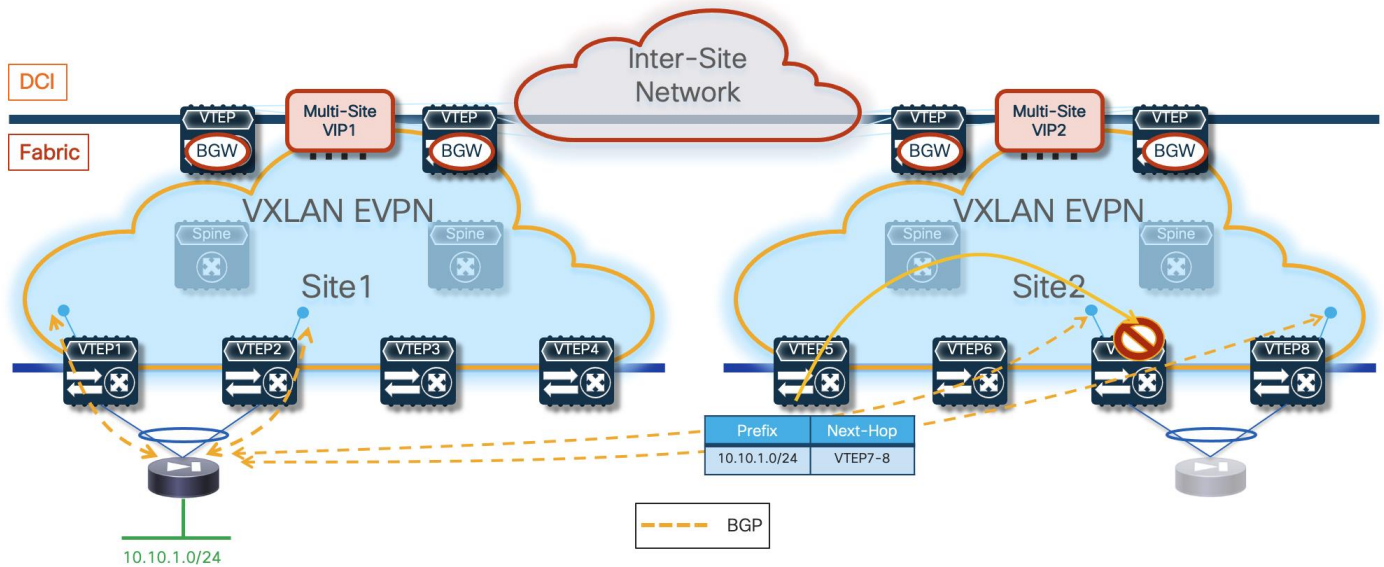 Inter-Site
Network
DCI
Fabric
VTEP
BGW
Multi-Site
VIP1
VTEP
BGW
VTEP
BGW
Multi-Site
VIP2
VTEP
BGW
VXLAN EVPN
VXLAN EVPN
Spine
Spine
Spine
Spine
Site1
Site2
VTEP1
VTEP2
VTEP3
VTEP4
VTEP5
VTEP6
VTEP8
Prefix Next-Hop
10.10.1.0/24 VTEP7-8
BGP
10.10.1.0/24